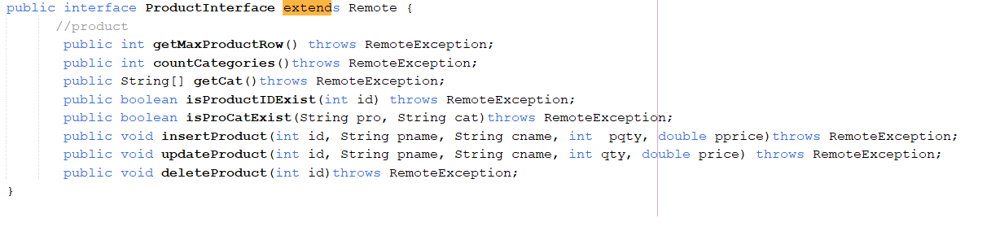 public interface ProductInterface extends Remote {
//product
public int getMaxProductRow() throws RemoteException;
public int countCategories()throws RemoteException;
public String[] getCat()throws RemoteException;
public boolean isProductIDExist(int id) throws RemoteException;
public boolean isProCatExist(String pro, String cat)throws RemoteException;
public void insertProduct(int id, String pname, String cname, int  pqty, double pprice)throws RemoteException;
public void updateProduct(int id, String pname, String cname, int qty, double price) throws RemoteException;
public void deleteProduct(int id)throws RemoteException;
}